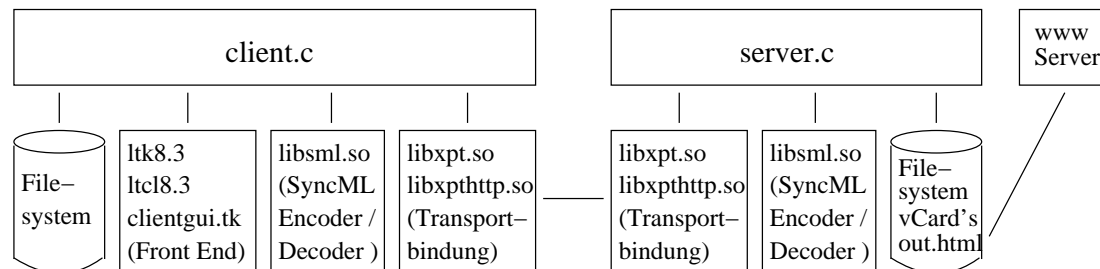 client.c
server.c
www
Server
File–
system
ltk8.3
ltcl8.3
clientgui.tk
(Front End)
libsml.so
(SyncML
Encoder /
Decoder )
libxpt.so
libxpthttp.so
(Transport–
bindung)
libxpt.so
libxpthttp.so
(Transport–
bindung)
libsml.so
(SyncML
Encoder /
Decoder )
File–
system
vCard's
out.html